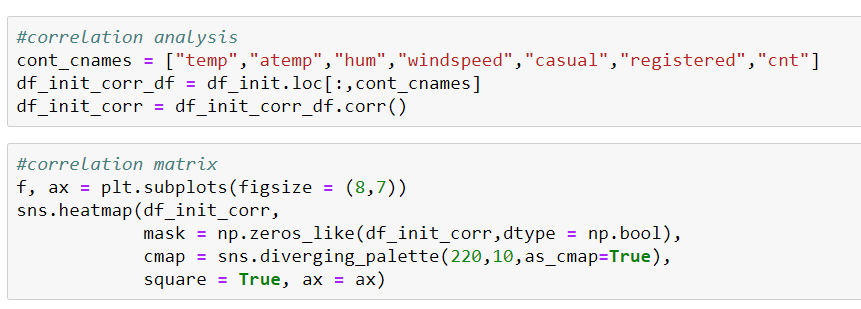 #correlation analysis
cont_cnames = ["temp","atemp","hum","windspeed","casual","registered","cnt"]
df_init_corr_df = df_init.loc[:,cont_cnames]
df_init_corr = df_init_corr_df.corr()
#correlation matrix
f, ax = plt.subplots(figsize = (8,7))
sns.heatmap(df_init_corr,
            mask = np.zeros_like(df_init_corr,dtype = np.bool),
            cmap = sns.diverging_palette(220,10,as_cmap=True),
            square = True, ax = ax)